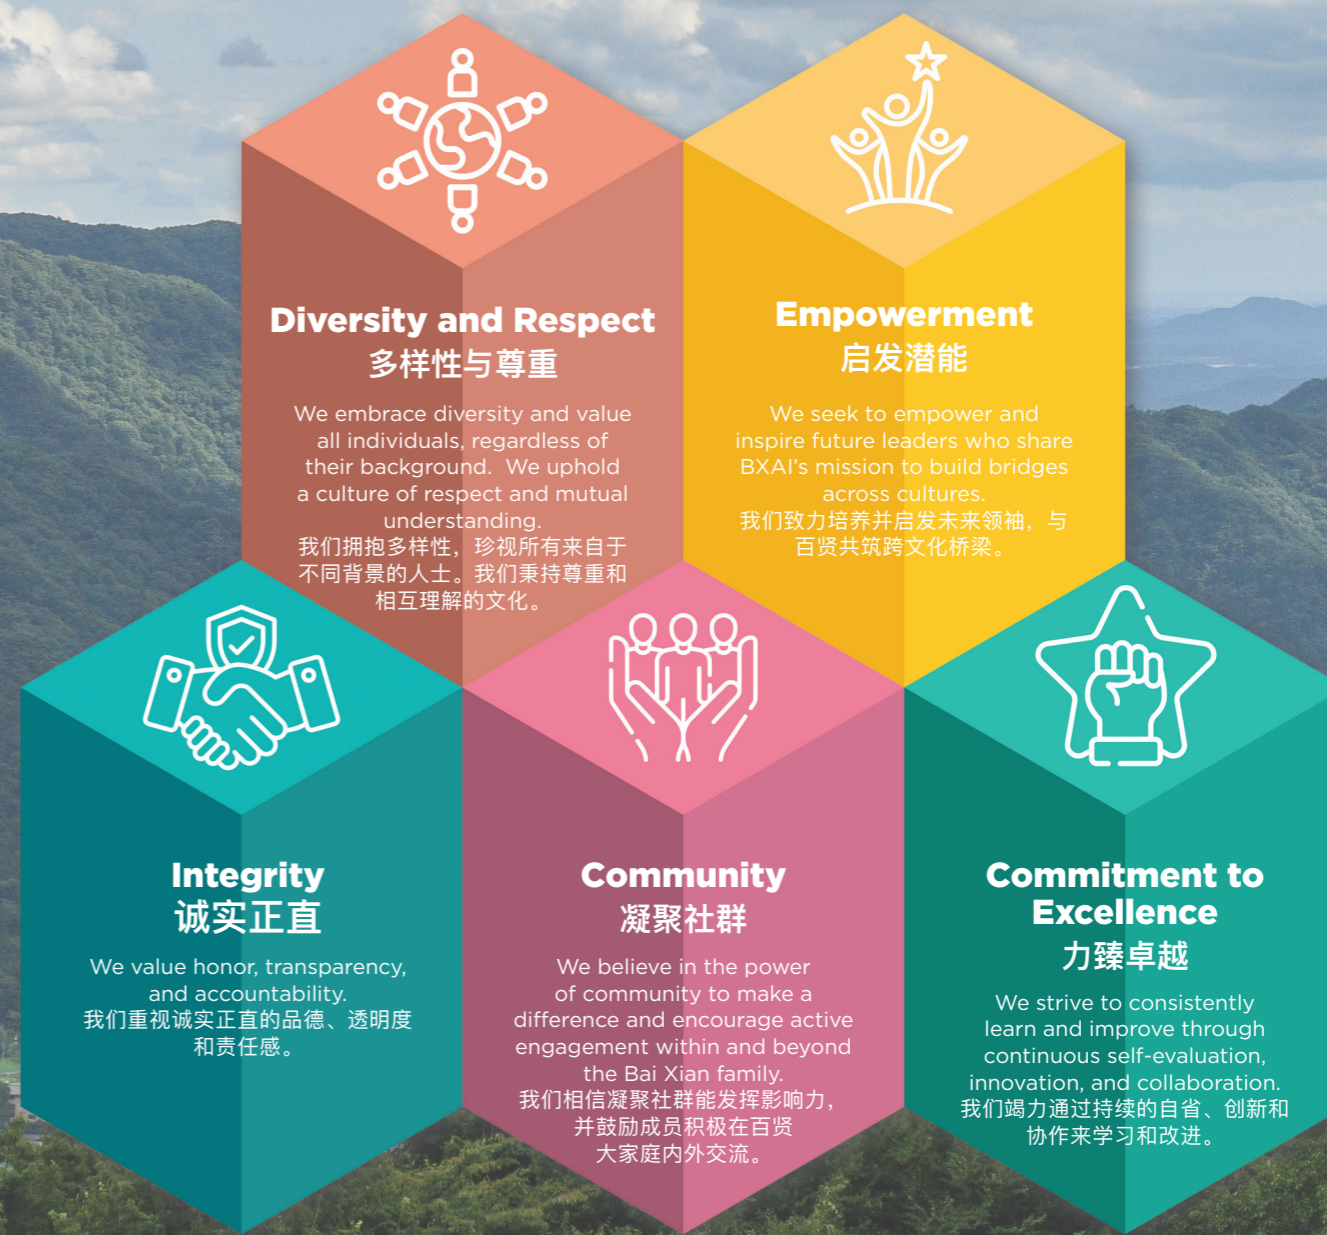 Diversity and Respect
多样性与尊重
We embrace diversity and value
all individuals, regardless of
their background. We uphold
a culture of respect and mutual
understanding.
我们拥抱多样性，珍视所有来自于
不同背景的人士。我们秉持尊重和
相互理解的文化。
Empowerment
启发潜能
We seek to empower and
inspire future leaders who share
BXAI’s mission to build bridges
across cultures.
我们致力培养并启发未来领袖，与
百贤共筑跨文化桥梁。
Integrity
诚实正直
We value honor, transparency,
and accountability.
我们重视诚实正直的品德、透明度
和责任感。
Community
凝聚社群
We believe in the power
of community to make a
difference and encourage active
engagement within and beyond
the Bai Xian family.
我们相信凝聚社群能发挥影响力，
并鼓励成员积极在百贤
大家庭内外交流。
Commitment to
Excellence
力臻卓越
We strive to consistently
learn and improve through
continuous self-evaluation,
innovation, and collaboration.
我们竭力通过持续的自省、创新和
协作来学习和改进。